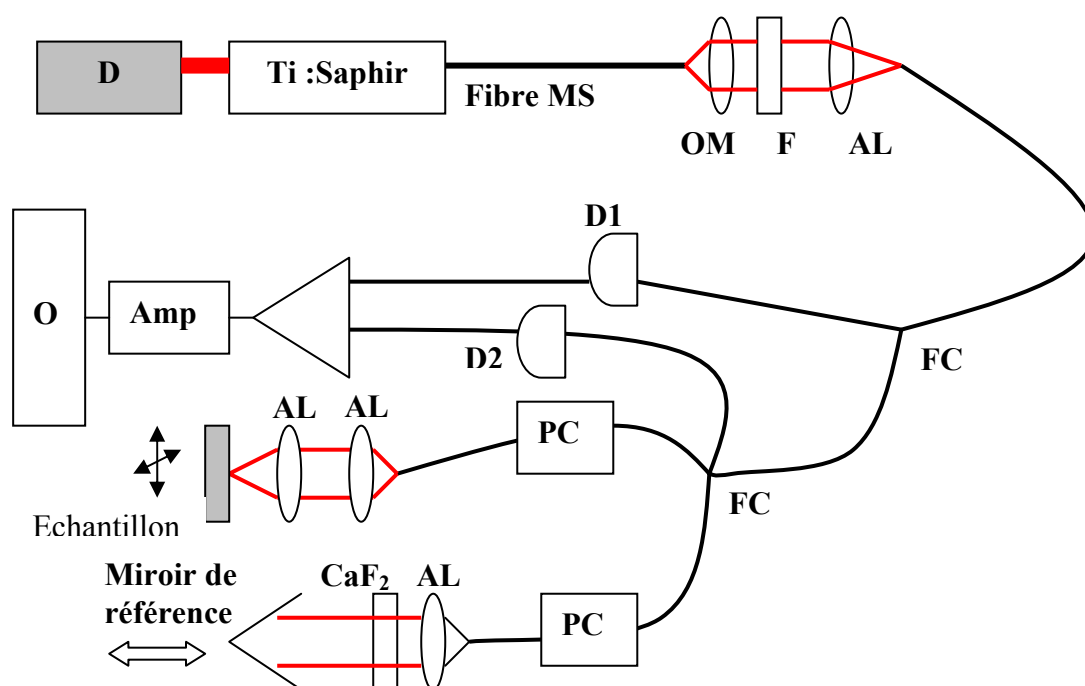 D
Ti :Saphir
Fibre MS
OM
F
AL
D1
O
Amp
D2
FC
AL
AL
PC
FC
Echantillon
Miroir de
référence
CaF₂
AL
PC